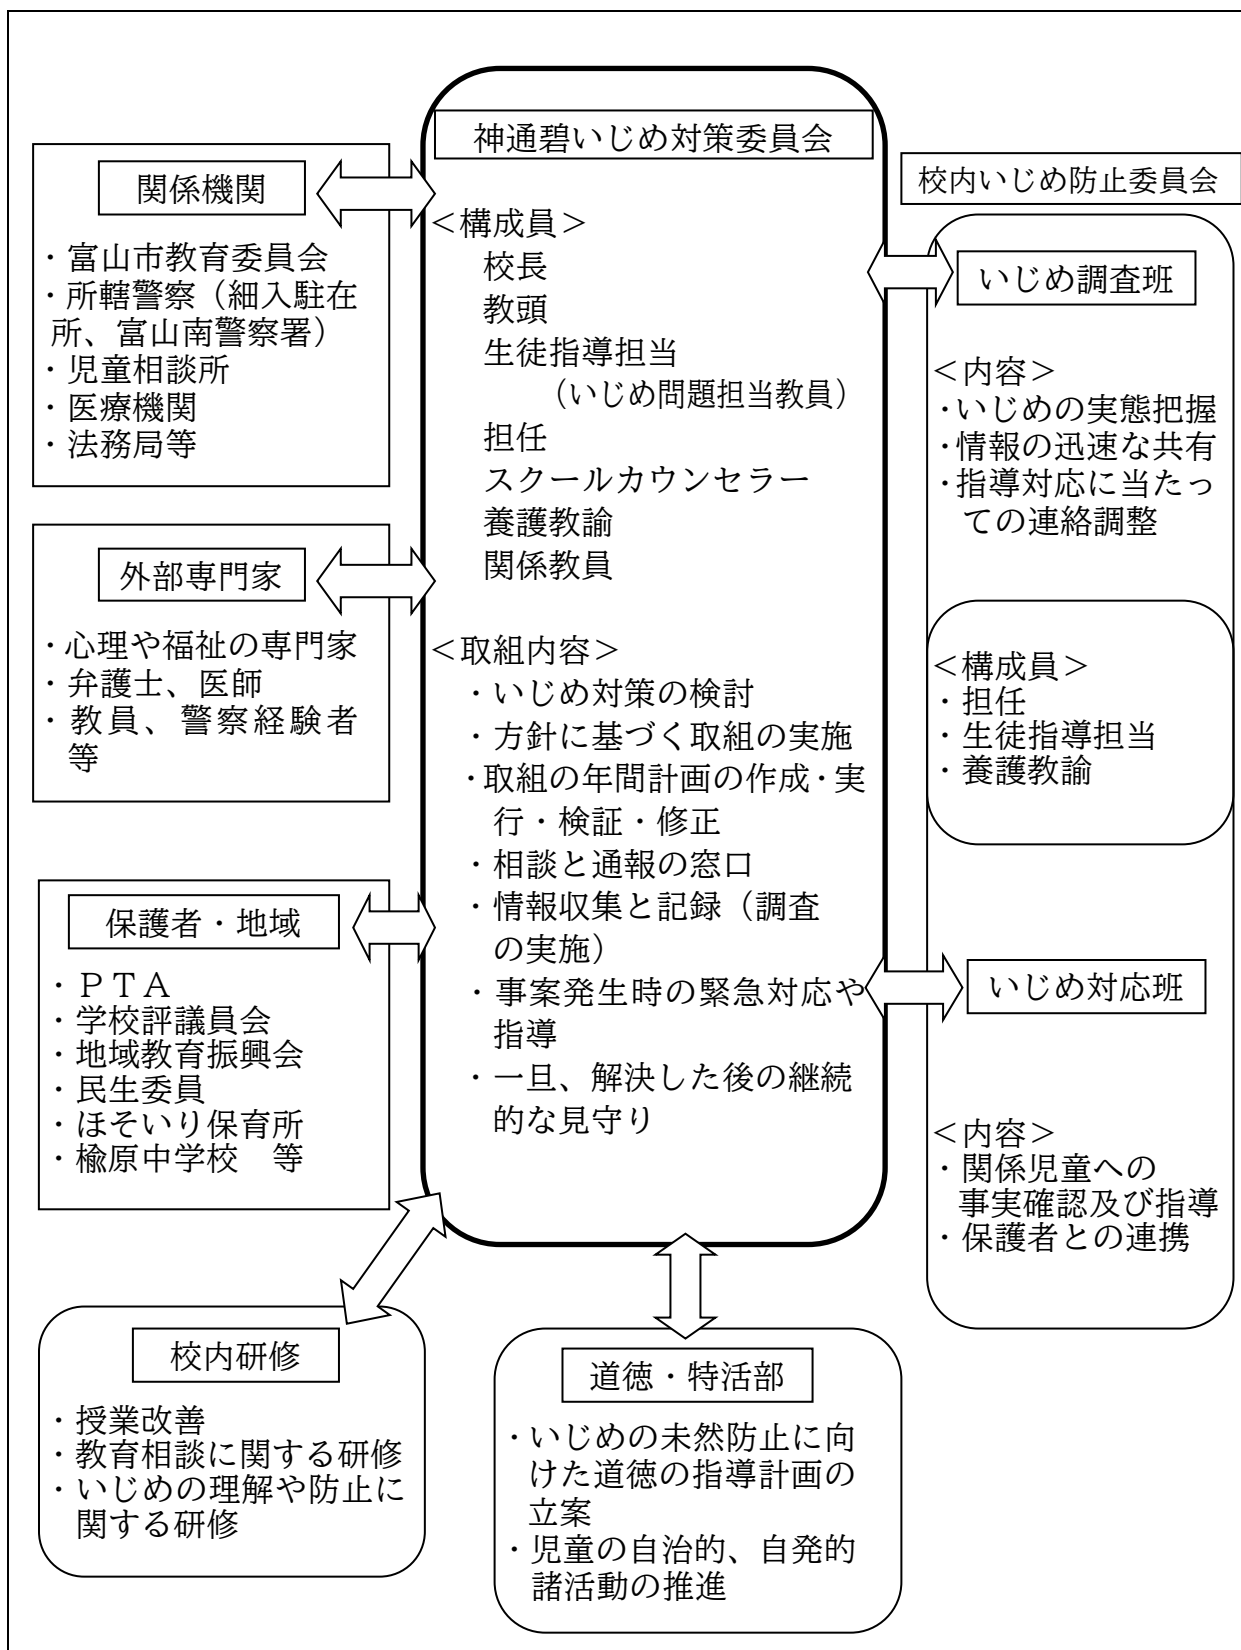 神通碧いじめ対策委員会
＜構成員＞
校長
教頭
生徒指導担当
（いじめ問題担当教員）
担任
スクールカウンセラー
養護教諭
関係教員
＜取組内容＞
・いじめ対策の検討
・方針に基づく取組の実施
・取組の年間計画の作成・実
行・検証・修正
・相談と通報の窓口
・情報収集と記録（調査
の実施）
・事案発生時の緊急対応や
指導
・一旦、解決した後の継続
的な見守り
関係機関
・富山市教育委員会
・所轄警察（細入駐在
所、富山南警察署）
・児童相談所
・医療機関
・法務局等
外部専門家
・心理や福祉の専門家
・弁護士、医師
・教員、警察経験者
等
保護者・地域
・ＰＴＡ
・学校評議員会
・地域教育振興会
・民生委員
・ほそいり保育所
・楡原中学校　等
校内いじめ防止委員会
いじめ調査班
＜内容＞
・いじめの実態把握
・情報の迅速な共有
・指導対応に当たっ
ての連絡調整
＜構成員＞
・担任
・生徒指導担当
・養護教諭
いじめ対応班
＜内容＞
・関係児童への
事実確認及び指導
・保護者との連携
校内研修
・授業改善
・教育相談に関する研修
・いじめの理解や防止に
関する研修
道徳・特活部
・いじめの未然防止に向
けた道徳の指導計画の
立案
・児童の自治的、自発的
諸活動の推進